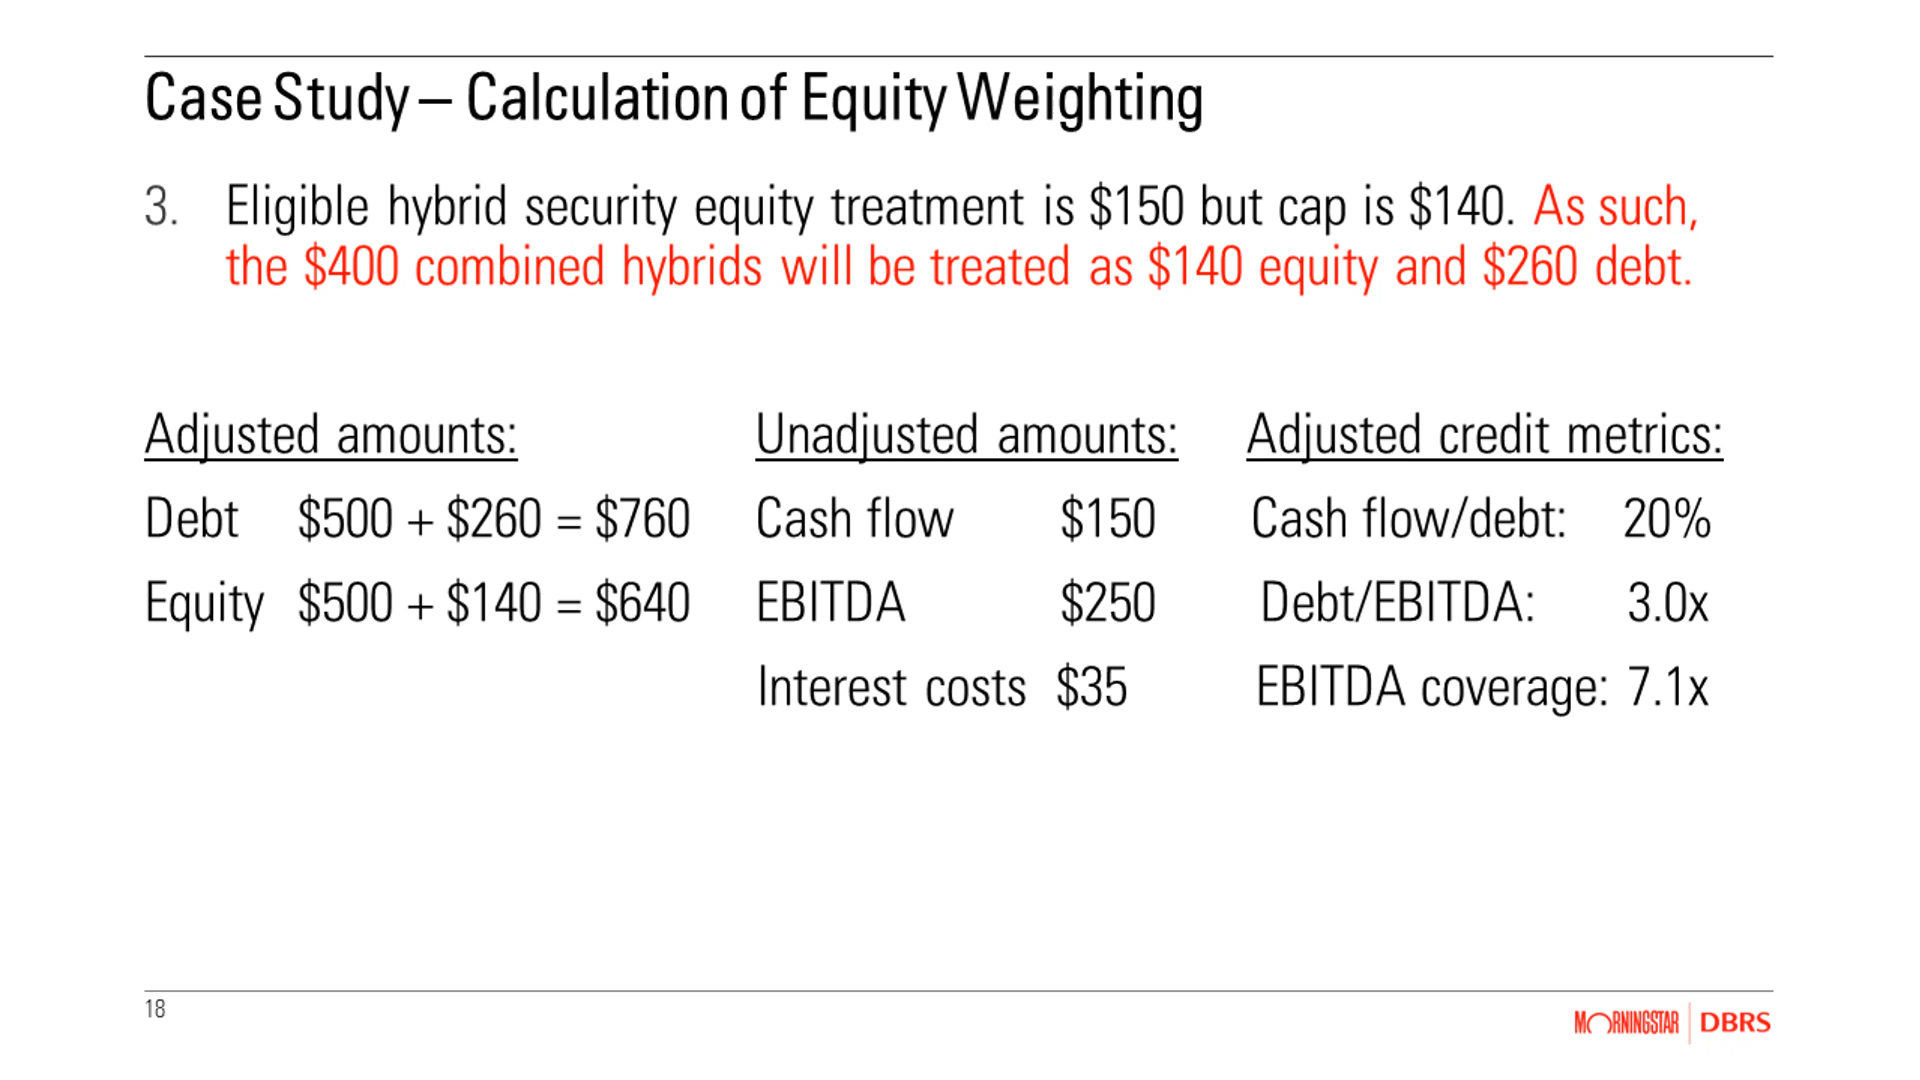 Case Study – Calculation of Equity Weighting
3. Eligible hybrid security equity treatment is $150 but cap is $140. As such,
the $400 combined hybrids will be treated as $140 equity and $260 debt.
Adjusted amounts: Unadjusted amounts: Adjusted credit metrics:
Debt $500 + $260 = $760 Cash flow $150 Cash flow/debt: 20%
Equity $500 + $140 = $640 EBITDA $250 Debt/EBITDA: 3.0x
Interest costs $35 EBITDA coverage: 7.1x
18
MORNINGSTAR | DBRS